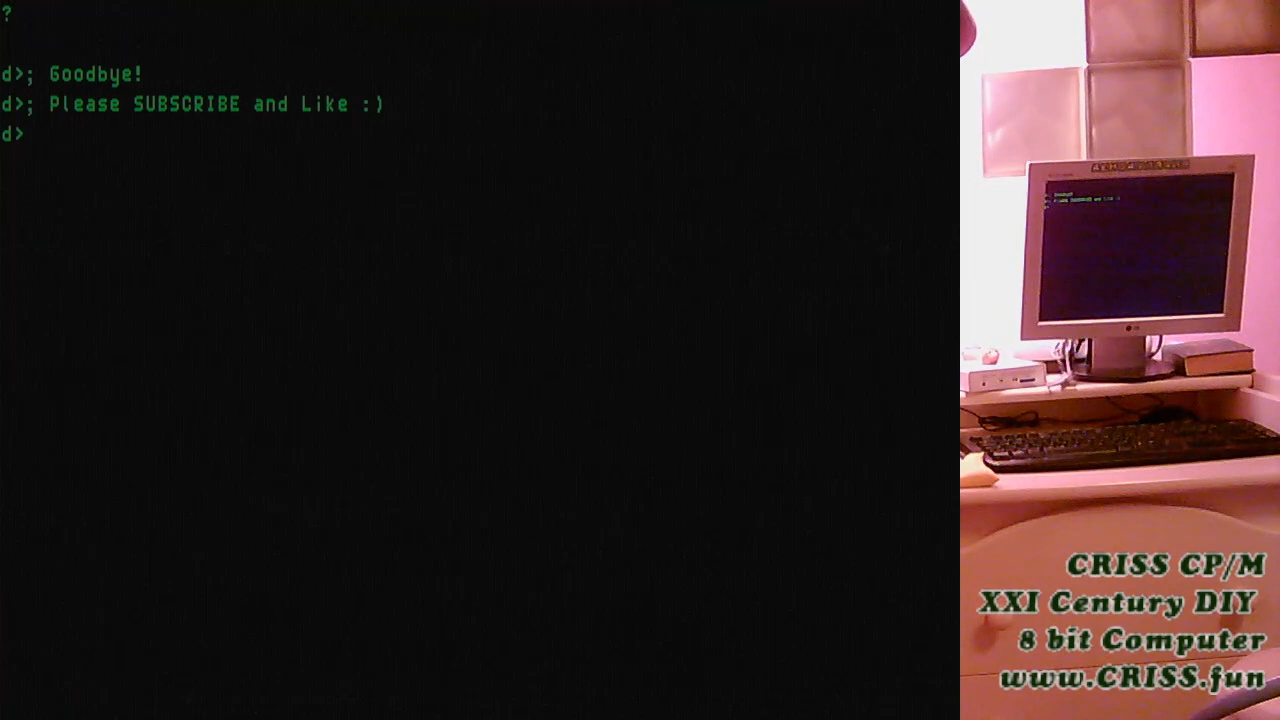 ?
d>; Goodbye!
d>; Please SUBSCRIBE and Like :)
d>
CRISS CP/M
XXI Century DIY
8 bit Computer
www.CRISS.fun